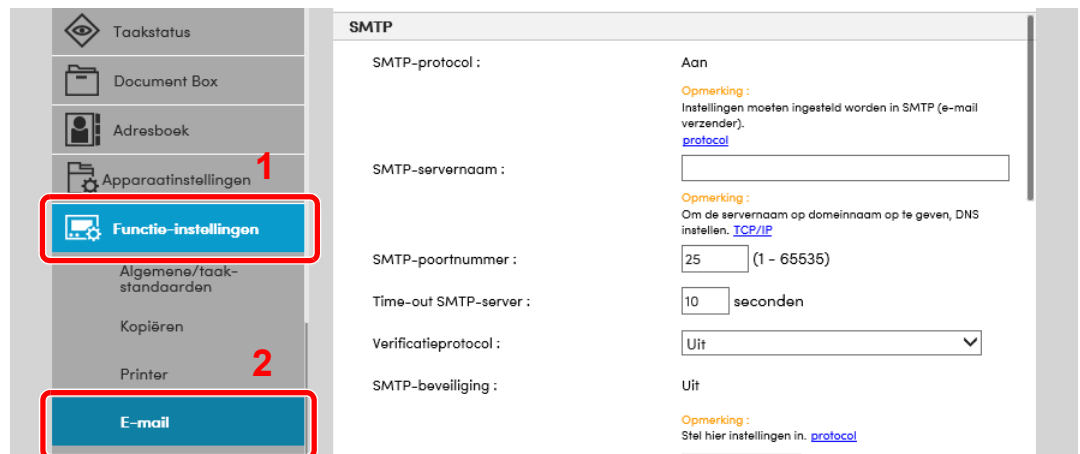 Taakstatus
Document Box
Adresboek
Apparaatinstellingen
1
Functie-instellingen
Algemene/taak-
standaarden
Kopiëren
Printer
2
E-mail
SMTP
SMTP-protocol :
Aan
Opmerking :
Instellingen moeten ingesteld worden in SMTP (e-mail
verzender).
protocol
SMTP-servernaam :
Opmerking :
Om de servernaam op domeinnaam op te geven, DNS
instellen. TCP/IP
SMTP-poortnummer :
25 (1 - 65535)
Time-out SMTP-server :
10 seconden
Verificatieprotocol :
Uit
SMTP-beveiliging :
Uit
Opmerking :
Stel hier instellingen in. protocol